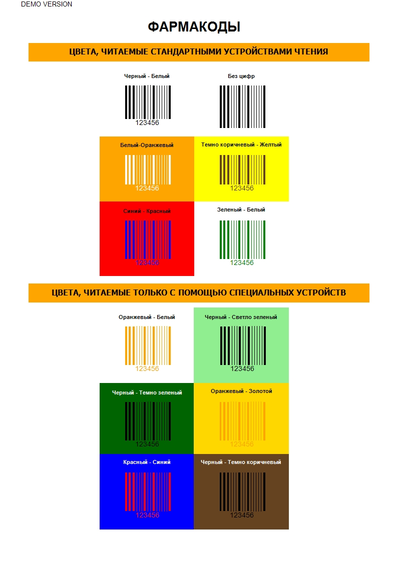 DEMO VERSION
ФАРМАКОДЫ
ЦВЕТА, ЧИТАЕМЫЕ СТАНДАРТНЫМИ УСТРОЙСТВАМИ ЧТЕНИЯ
Черный - Белый
Без цифр
123456
Белый-Оранжевый
Темно коричневый - Желтый
123456
123456
Синий - Красный
Зеленый - Белый
123456
123456
ЦВЕТА, ЧИТАЕМЫЕ ТОЛЬКО С ПОМОЩЬЮ СПЕЦИАЛЬНЫХ УСТРОЙСТВ
Оранжевый - Белый
Черный - Светло зеленый
123456
123456
Черный - Темно зеленый
Оранжевый - Золотой
123456
123456
Красный - Синий
Черный - Темно коричневый
123456
123456